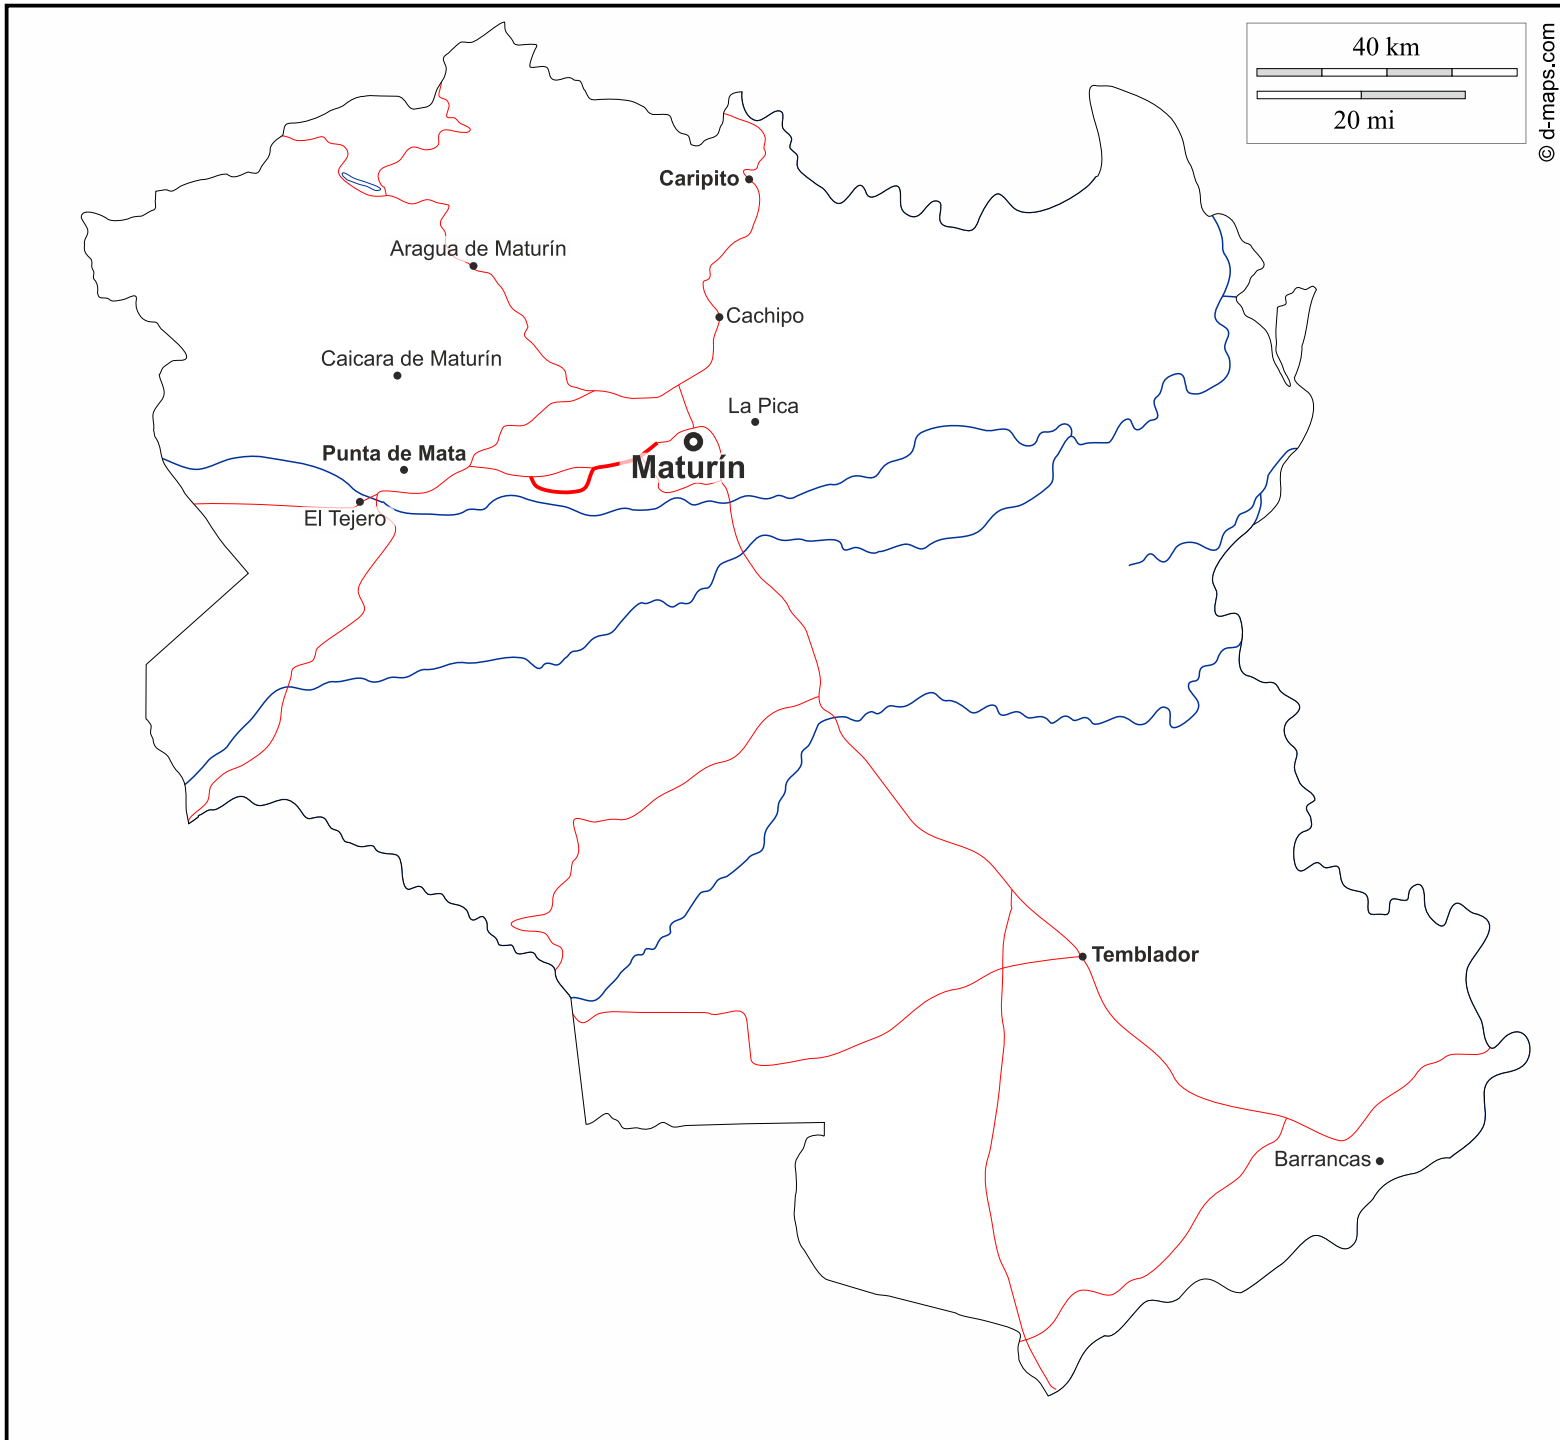 40 km
20 mi
© d-maps.com
Caripito
Aragua de Maturín
Cachipo
Caicara de Maturín
La Pica
Punta de Mata
Maturín
El Tejero
Temblador
Barrancas